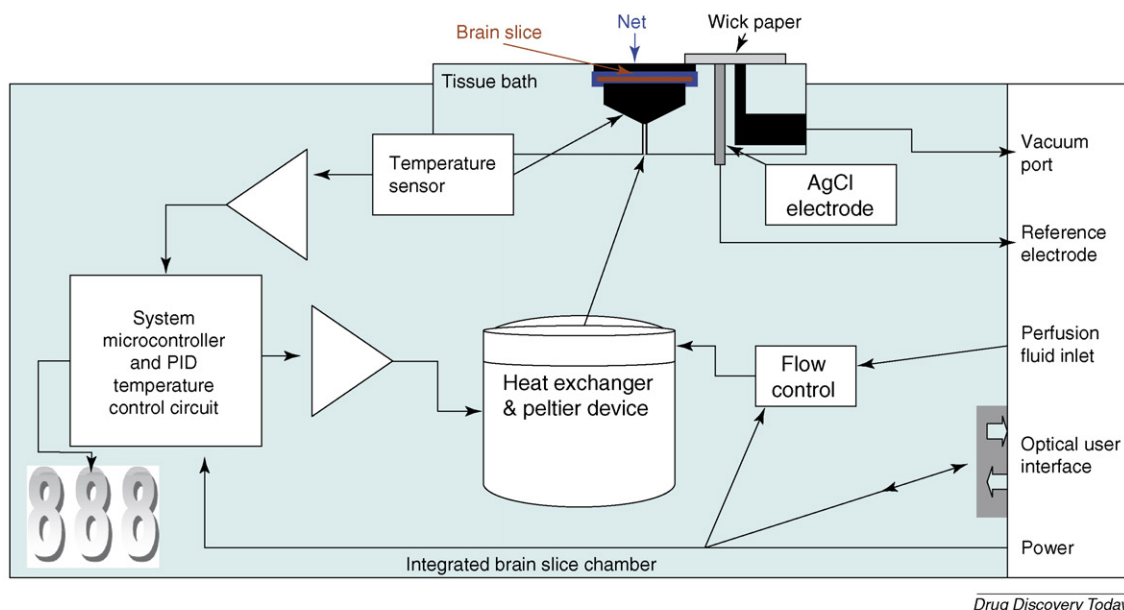 Wick paper
Net
Brain slice
Tissue bath
Temperature
sensor
AgCl
electrode
Vacuum
port
Reference
electrode
System
microcontroller
and PID
temperature
control circuit
Heat exchanger
& peltier device
Flow
control
Perfusion
fluid inlet
Optical user
interface
888
Power
Integrated brain slice chamber
Drug Discovery Today